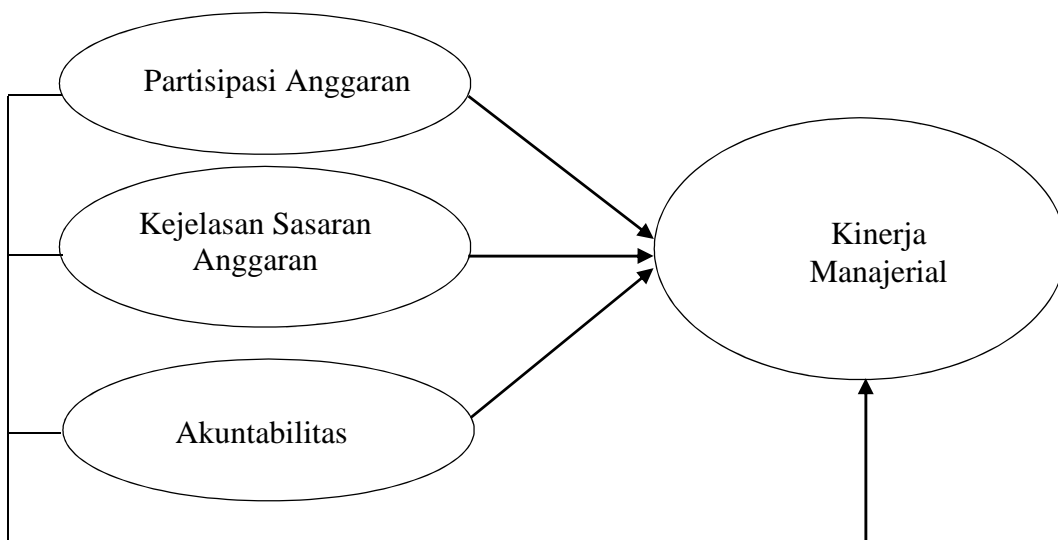 Partisipasi Anggaran
Kejelasan Sasaran
Anggaran
Akuntabilitas
Kinerja
Manajerial